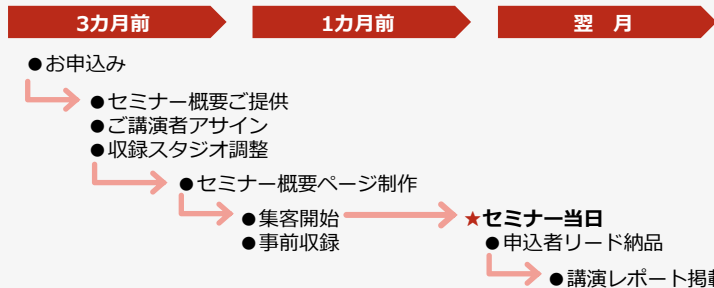 3カ月前
1カ月前
翌 月
●お申込み
●セミナー概要ご提供
●ご講演者アサイン
●収録スタジオ調整
●セミナー概要ページ制作
●集客開始
●事前収録
★セミナー当日
●申込者リード納品
●講演レポート掲載